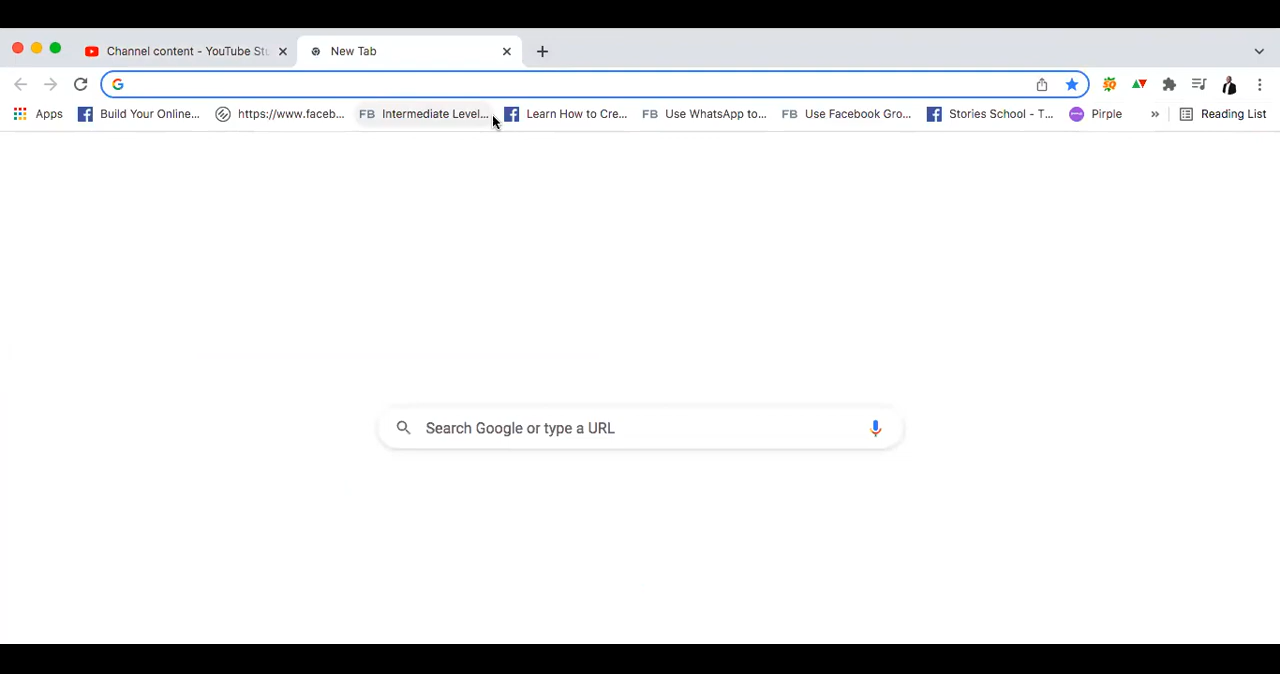 Channel content - YouTube Stu New Tab
Apps Build Your Online... https://www.faceb... FB Intermediate Level... Learn How to Cre... FB Use WhatsApp to... FB Use Facebook Gro... Stories School - T... Pirple » Reading List
Search Google or type a URL